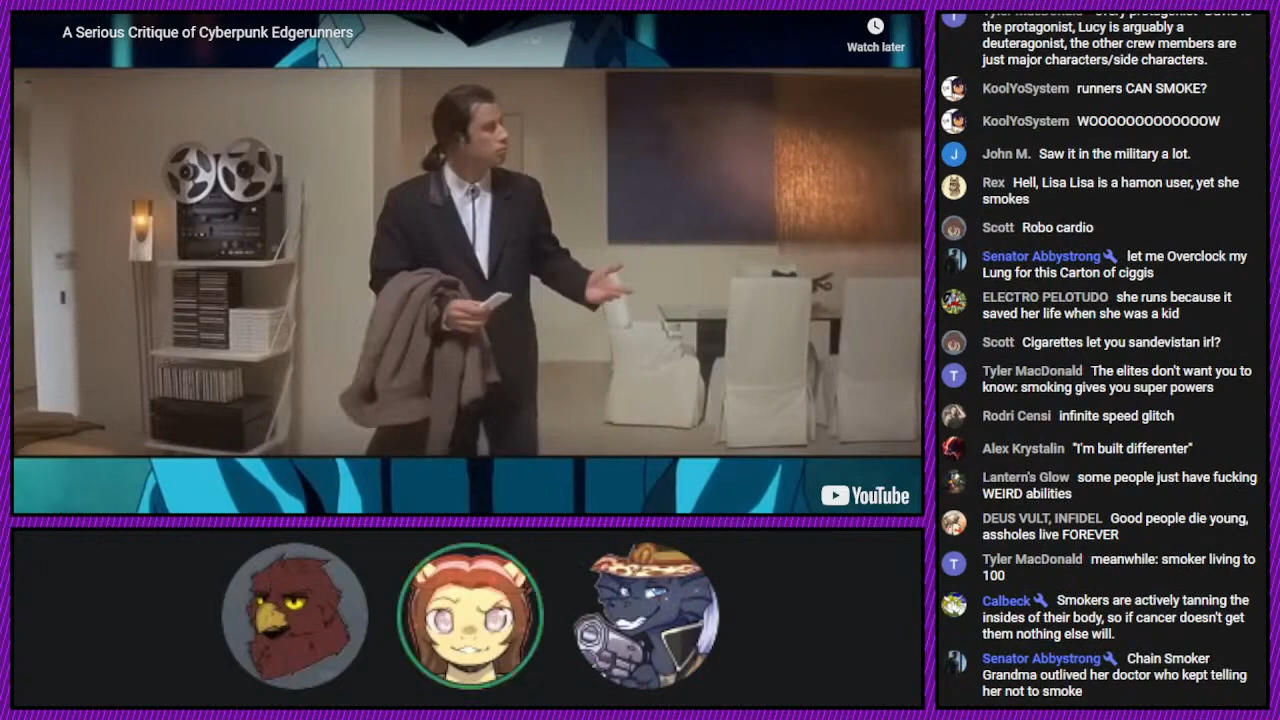 A Serious Critique of Cyberpunk Edgerunners
Watch later
YouTube
the protagonist, Lucy is arguably a
deuteragonist, the other crew members are
just major characters/side characters.
KoolYoSystem runners CAN SMOKE?
KoolYoSystem WOOOOOOOOOOOOW
John M. Saw it in the military a lot.
Rex Hell, Lisa Lisa is a hamon user, yet she
smokes
Scott Robo cardio
Senator Abbystrong let me Overclock my
Lung for this Carton of ciggis
ELECTRO PELOTUDO she runs because it
saved her life when she was a kid
Scott Cigarettes let you sandevistan irl?
Tyler MacDonald The elites don't want you to
know: smoking gives you super powers
Rodri Censi infinite speed glitch
Alex Krystalin "I'm built differenter"
Lantern's Glow some people just have fucking
WEIRD abilities
DEUS VULT, INFIDEL Good people die young,
assholes live FOREVER
Tyler MacDonald meanwhile: smoker living to
100
Calbeck Smokers are actively tanning the
insides of their body, so if cancer doesn't get
them nothing else will.
Senator Abbystrong Chain Smoker
Grandma outlived her doctor who kept telling
her not to smoke